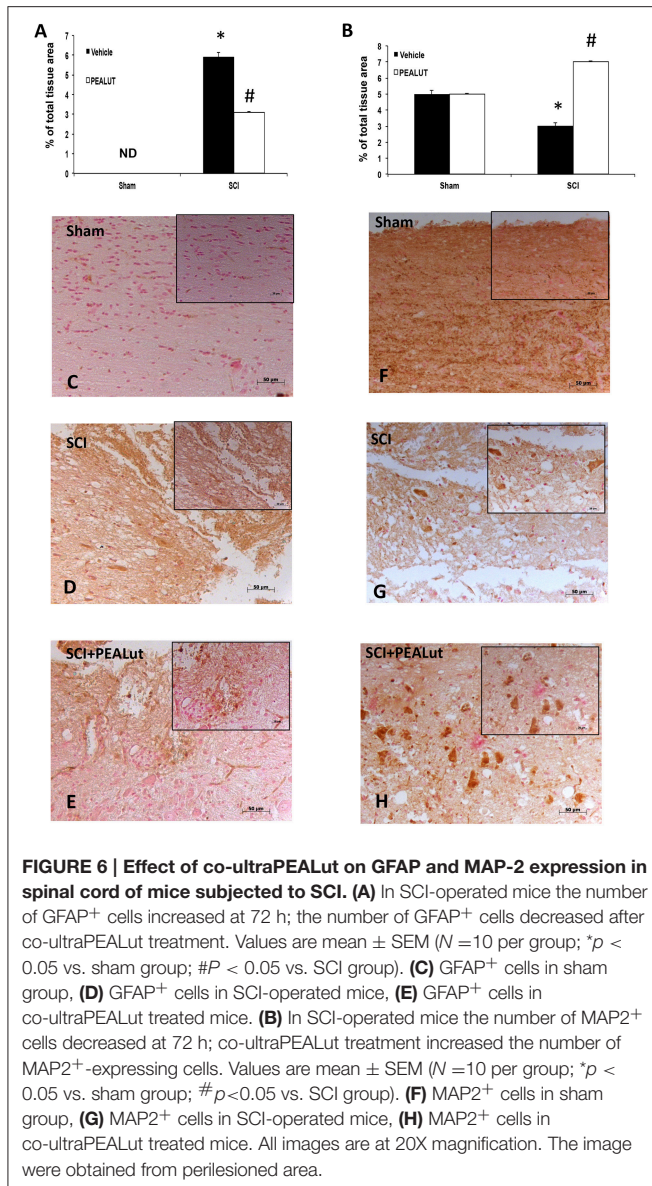 A
B
% of total tissue area
7
6
5
4
3
2
1
0
Vehicle
PEALUT
*
#
ND
Sham
SCI
% of total tissue area
8
7
6
5
4
3
2
1
0
Vehicle
PEALUT
*
#
Sham
SCI
Sham
C
50 µm
Sham
F
50 µm
SCI
D
50 µm
SCI
G
50 µm
SCI+PEALut
E
50 µm
SCI+PEALut
H
50 µm
FIGURE 6 | Effect of co-ultraPEALut on GFAP and MAP-2 expression in
spinal cord of mice subjected to SCI. (A) In SCI-operated mice the number
of GFAP+ cells increased at 72 h; the number of GFAP+ cells decreased after
co-ultraPEALut treatment. Values are mean ± SEM (N =10 per group; *p <
0.05 vs. sham group; #P < 0.05 vs. SCI group). (C) GFAP+ cells in sham
group, (D) GFAP+ cells in SCI-operated mice, (E) GFAP+ cells in
co-ultraPEALut treated mice. (B) In SCI-operated mice the number of MAP2+
cells decreased at 72 h; co-ultraPEALut treatment increased the number of
MAP2+-expressing cells. Values are mean ± SEM (N =10 per group; *p <
0.05 vs. sham group; #p<0.05 vs. SCI group). (F) MAP2+ cells in sham
group, (G) MAP2+ cells in SCI-operated mice, (H) MAP2+ cells in
co-ultraPEALut treated mice. All images are at 20X magnification. The image
were obtained from perilesioned area.